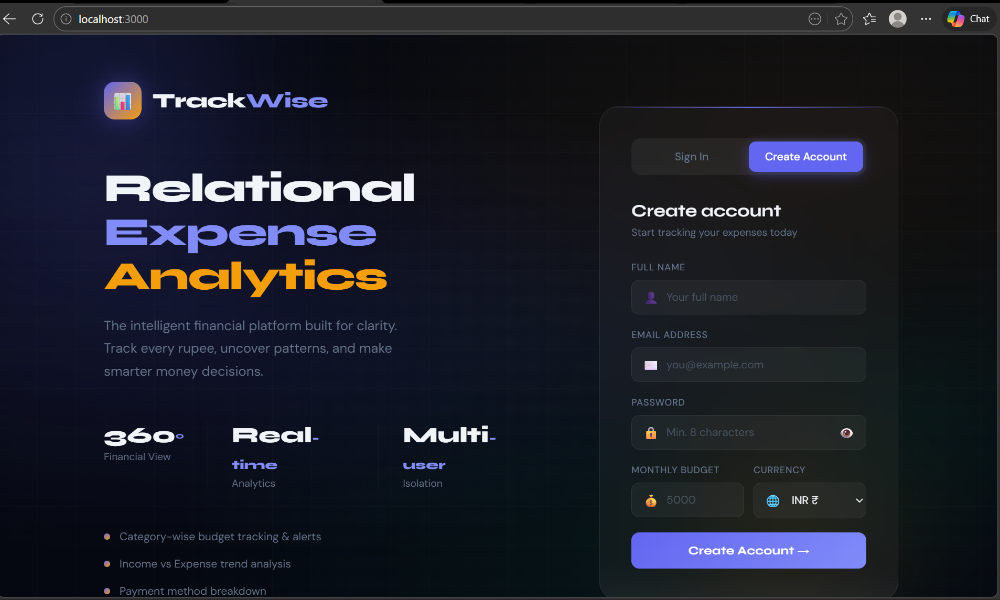 localhost:3000
Chat
TrackWise
Relational
Expense
Analytics
The intelligent financial platform built for clarity.
Track every rupee, uncover patterns, and make
smarter money decisions.
360°
Financial View
Real-
time
Analytics
Multi-
user
Isolation
Category-wise budget tracking & alerts
Income vs Expense trend analysis
Payment method breakdown
Sign In
Create Account
Create account
Start tracking your expenses today
FULL NAME
Your full name
EMAIL ADDRESS
you@example.com
PASSWORD
Min. 8 characters
MONTHLY BUDGET
5000
CURRENCY
INR ₹
Create Account →